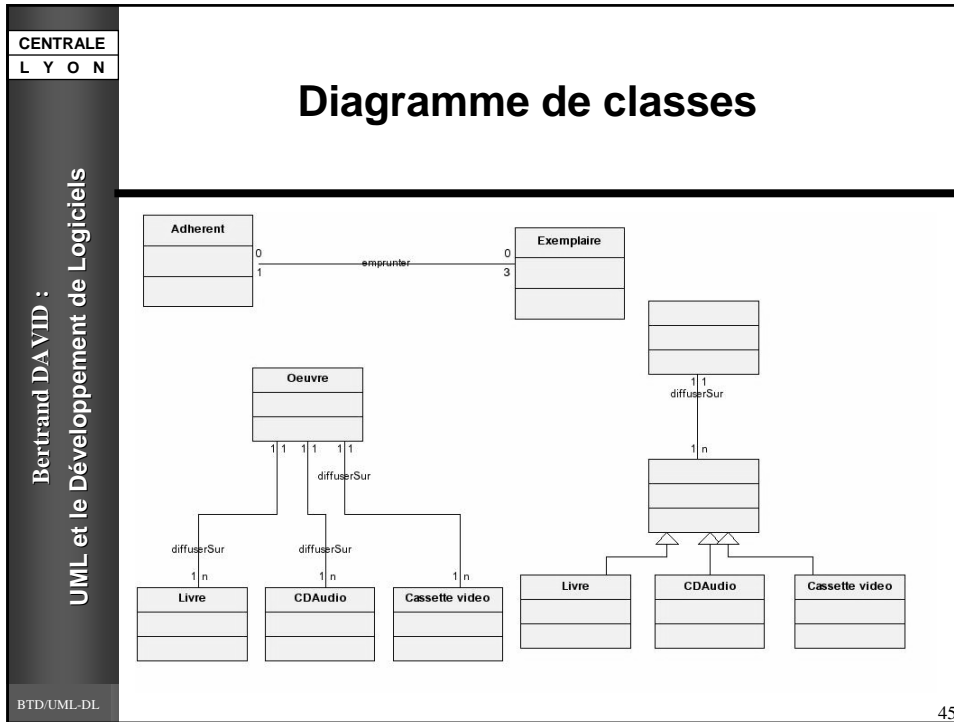 CENTRALE
L Y O N
Diagramme de classes
Bertrand DAVID :
UML et le Développement de Logiciels
Adherent
0
1
emprunter
0
3
Exemplaire
Oeuvre
1 1
1 1
1 1
diffuserSur
diffuserSur
diffuserSur
1 n
1 n
1 n
Livre
CDAudio
Cassette video
1 1
diffuserSur
1 n
Livre
CDAudio
Cassette video
BTD/UML-DL
45